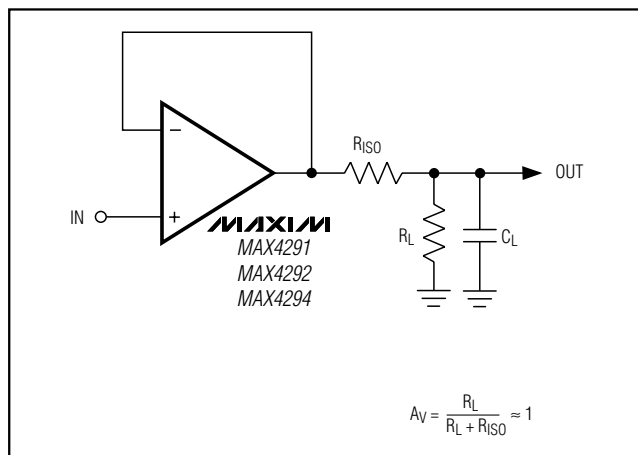 −
R_ISO
OUT
IN
+
MAXIM
R_L
C_L
MAX4291
MAX4292
MAX4294
A_V = R_L / (R_L + R_ISO) ≈ 1